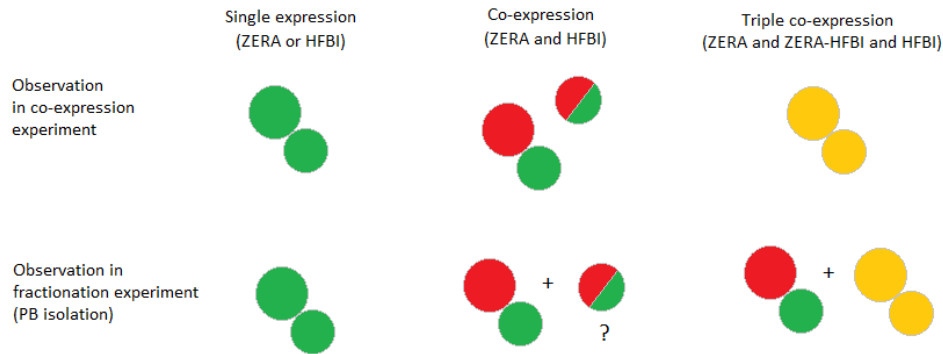 Single expression
(ZERA or HFBI)
Co-expression
(ZERA and HFBI)
Triple co-expression
(ZERA and ZERA-HFBI and HFBI)
Observation
in co-expression
experiment
Observation in
fractionation experiment
(PB isolation)
+
?
+